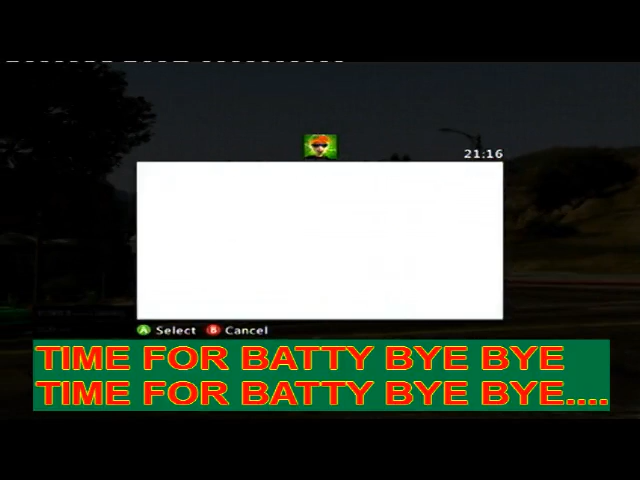 21:16
A Select B Cancel
TIME FOR BATTY BYE BYE
TIME FOR BATTY BYE BYE....